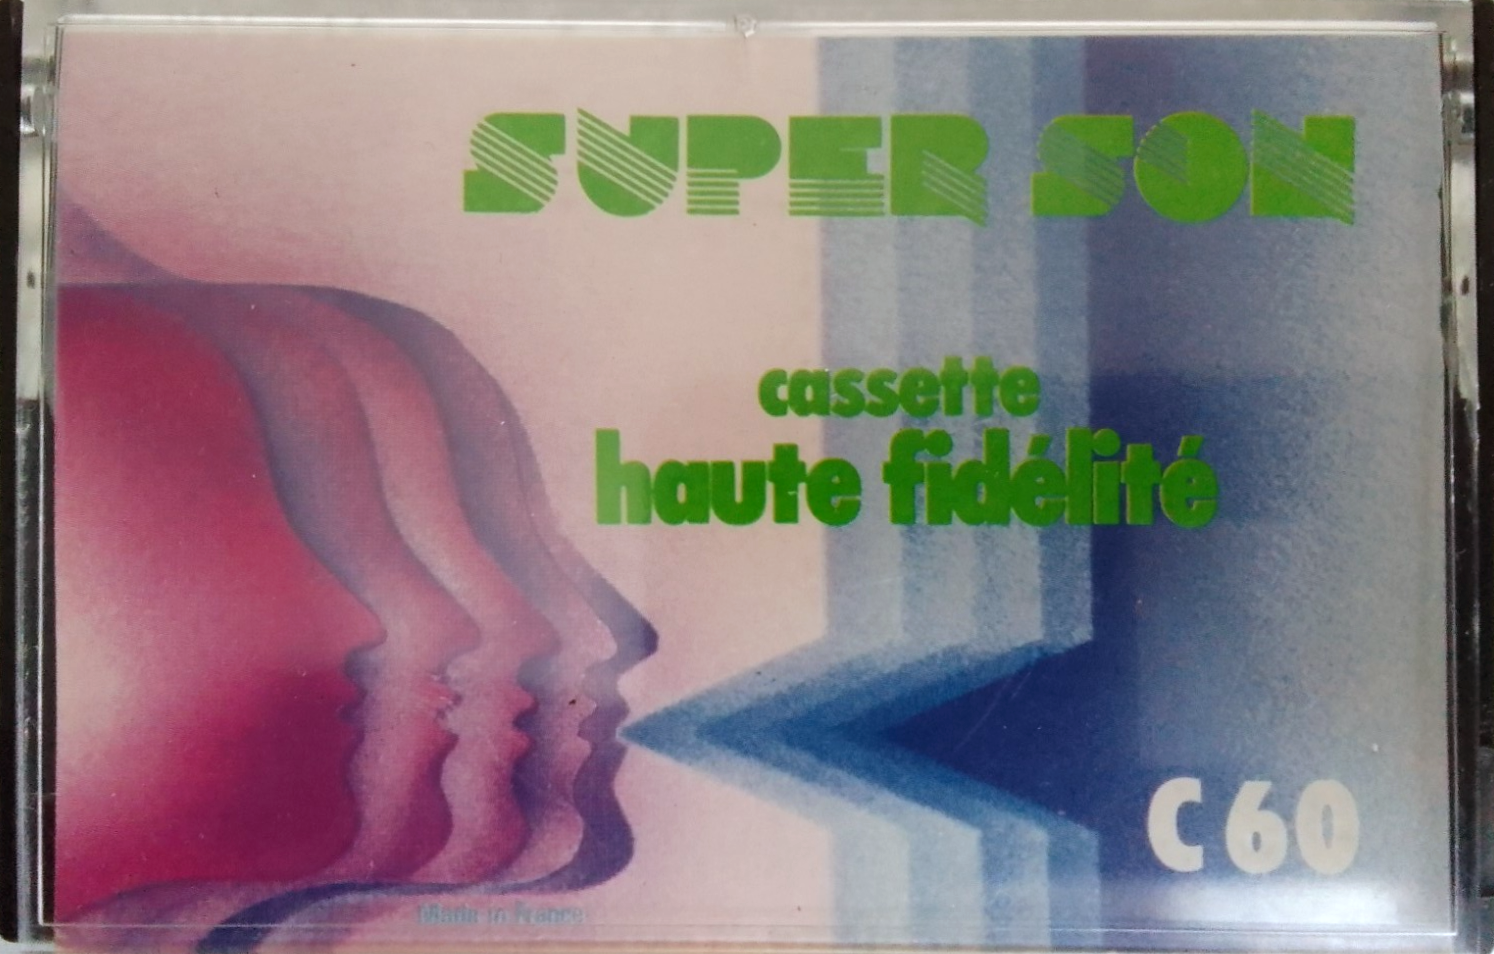 SUPER SON
cassette
haute fidélité
C 60
Made in France